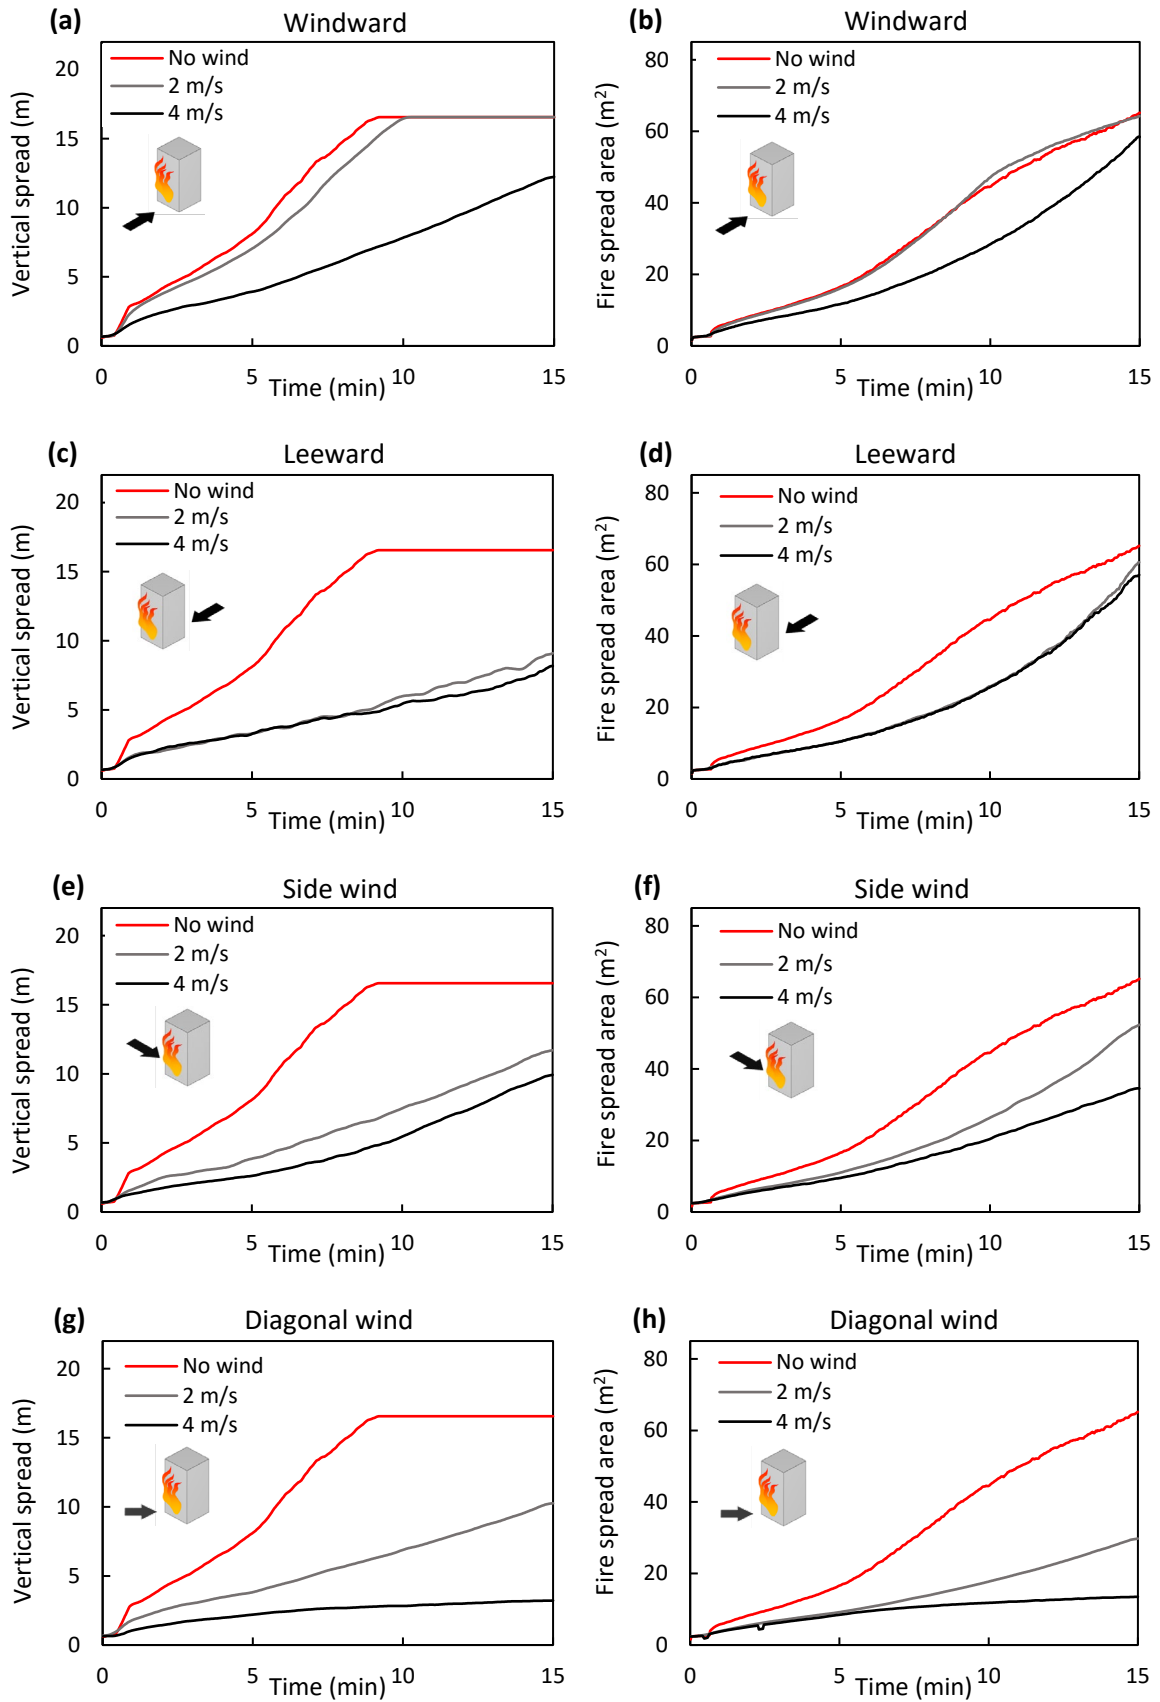 (a)
Windward
20
15
10
5
0
Vertical spread (m)
No wind
2 m/s
4 m/s
0
5
10
15
Time (min)
(b)
Windward
80
60
40
20
0
Fire spread area (m²)
No wind
2 m/s
4 m/s
0
5
10
15
Time (min)
(c)
Leeward
20
15
10
5
0
Vertical spread (m)
No wind
2 m/s
4 m/s
0
5
10
15
Time (min)
(d)
Leeward
80
60
40
20
0
Fire spread area (m²)
No wind
2 m/s
4 m/s
0
5
10
15
Time (min)
(e)
Side wind
20
15
10
5
0
Vertical spread (m)
No wind
2 m/s
4 m/s
0
5
10
15
Time (min)
(f)
Side wind
80
60
40
20
0
Fire spread area (m²)
No wind
2 m/s
4 m/s
0
5
10
15
Time (min)
(g)
Diagonal wind
20
15
10
5
0
Vertical spread (m)
No wind
2 m/s
4 m/s
0
5
10
15
Time (min)
(h)
Diagonal wind
80
60
40
20
0
Fire spread area (m²)
No wind
2 m/s
4 m/s
0
5
10
15
Time (min)